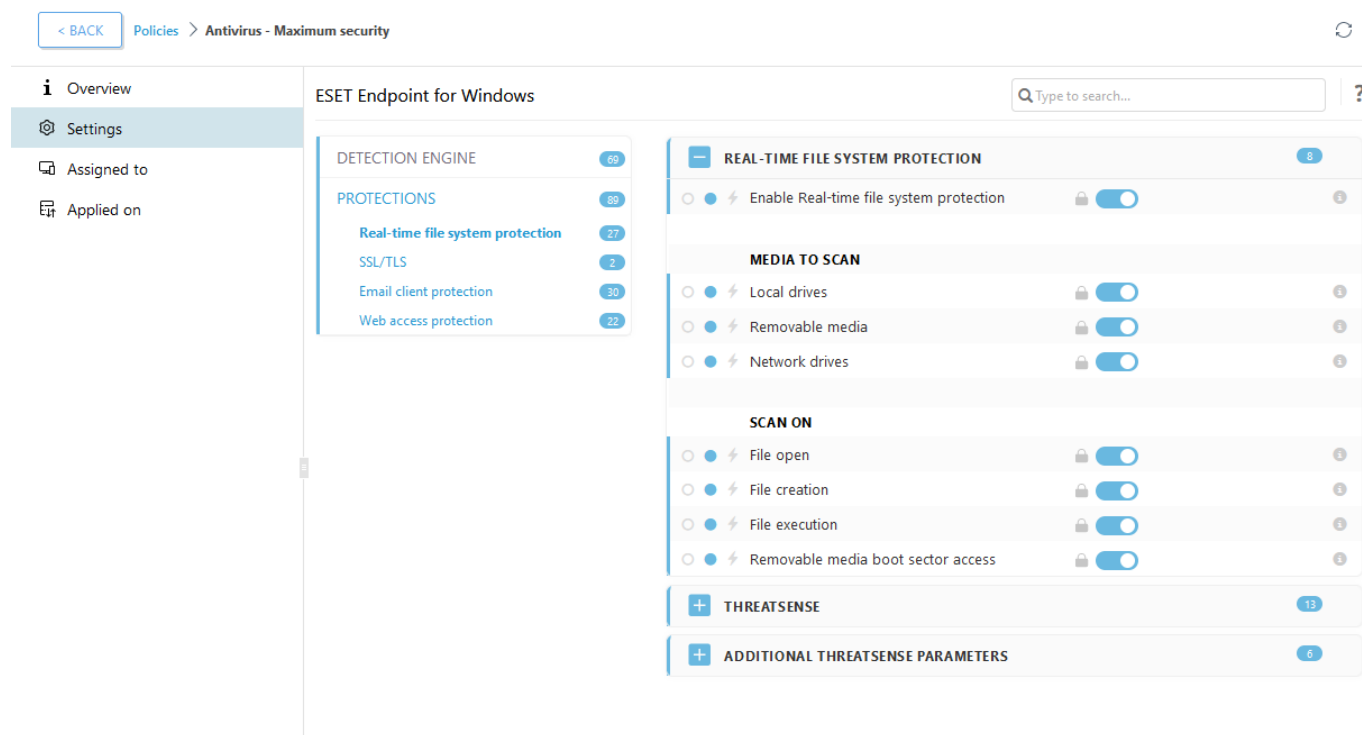 < BACK Policies > Antivirus - Maximum security
Overview
Settings
Assigned to
Applied on
ESET Endpoint for Windows
Type to search...
?
DETECTION ENGINE 69
PROTECTIONS 89
Real-time file system protection 27
SSL/TLS 2
Email client protection 30
Web access protection 22
REAL-TIME FILE SYSTEM PROTECTION 8
Enable Real-time file system protection
MEDIA TO SCAN
Local drives
Removable media
Network drives
SCAN ON
File open
File creation
File execution
Removable media boot sector access
THREATSENSE 13
ADDITIONAL THREATSENSE PARAMETERS 6